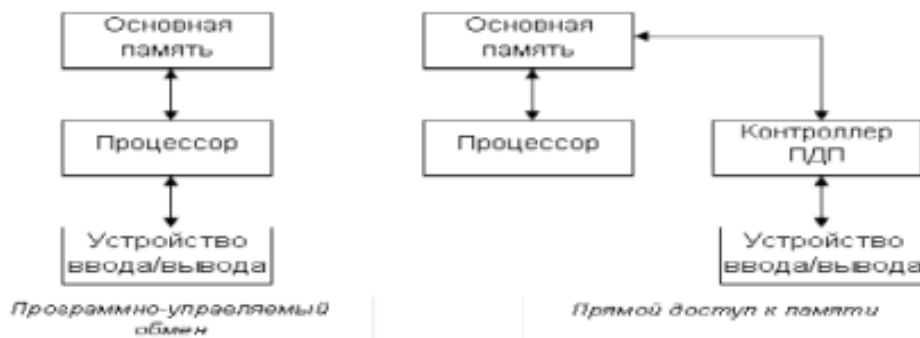 Основная
память
Процессор
Устройство
ввода/вывода
Программно-управляемый
обмен
Основная
память
Процессор
Контроллер
ПДП
Устройство
ввода/вывода
Прямой доступ к памяти